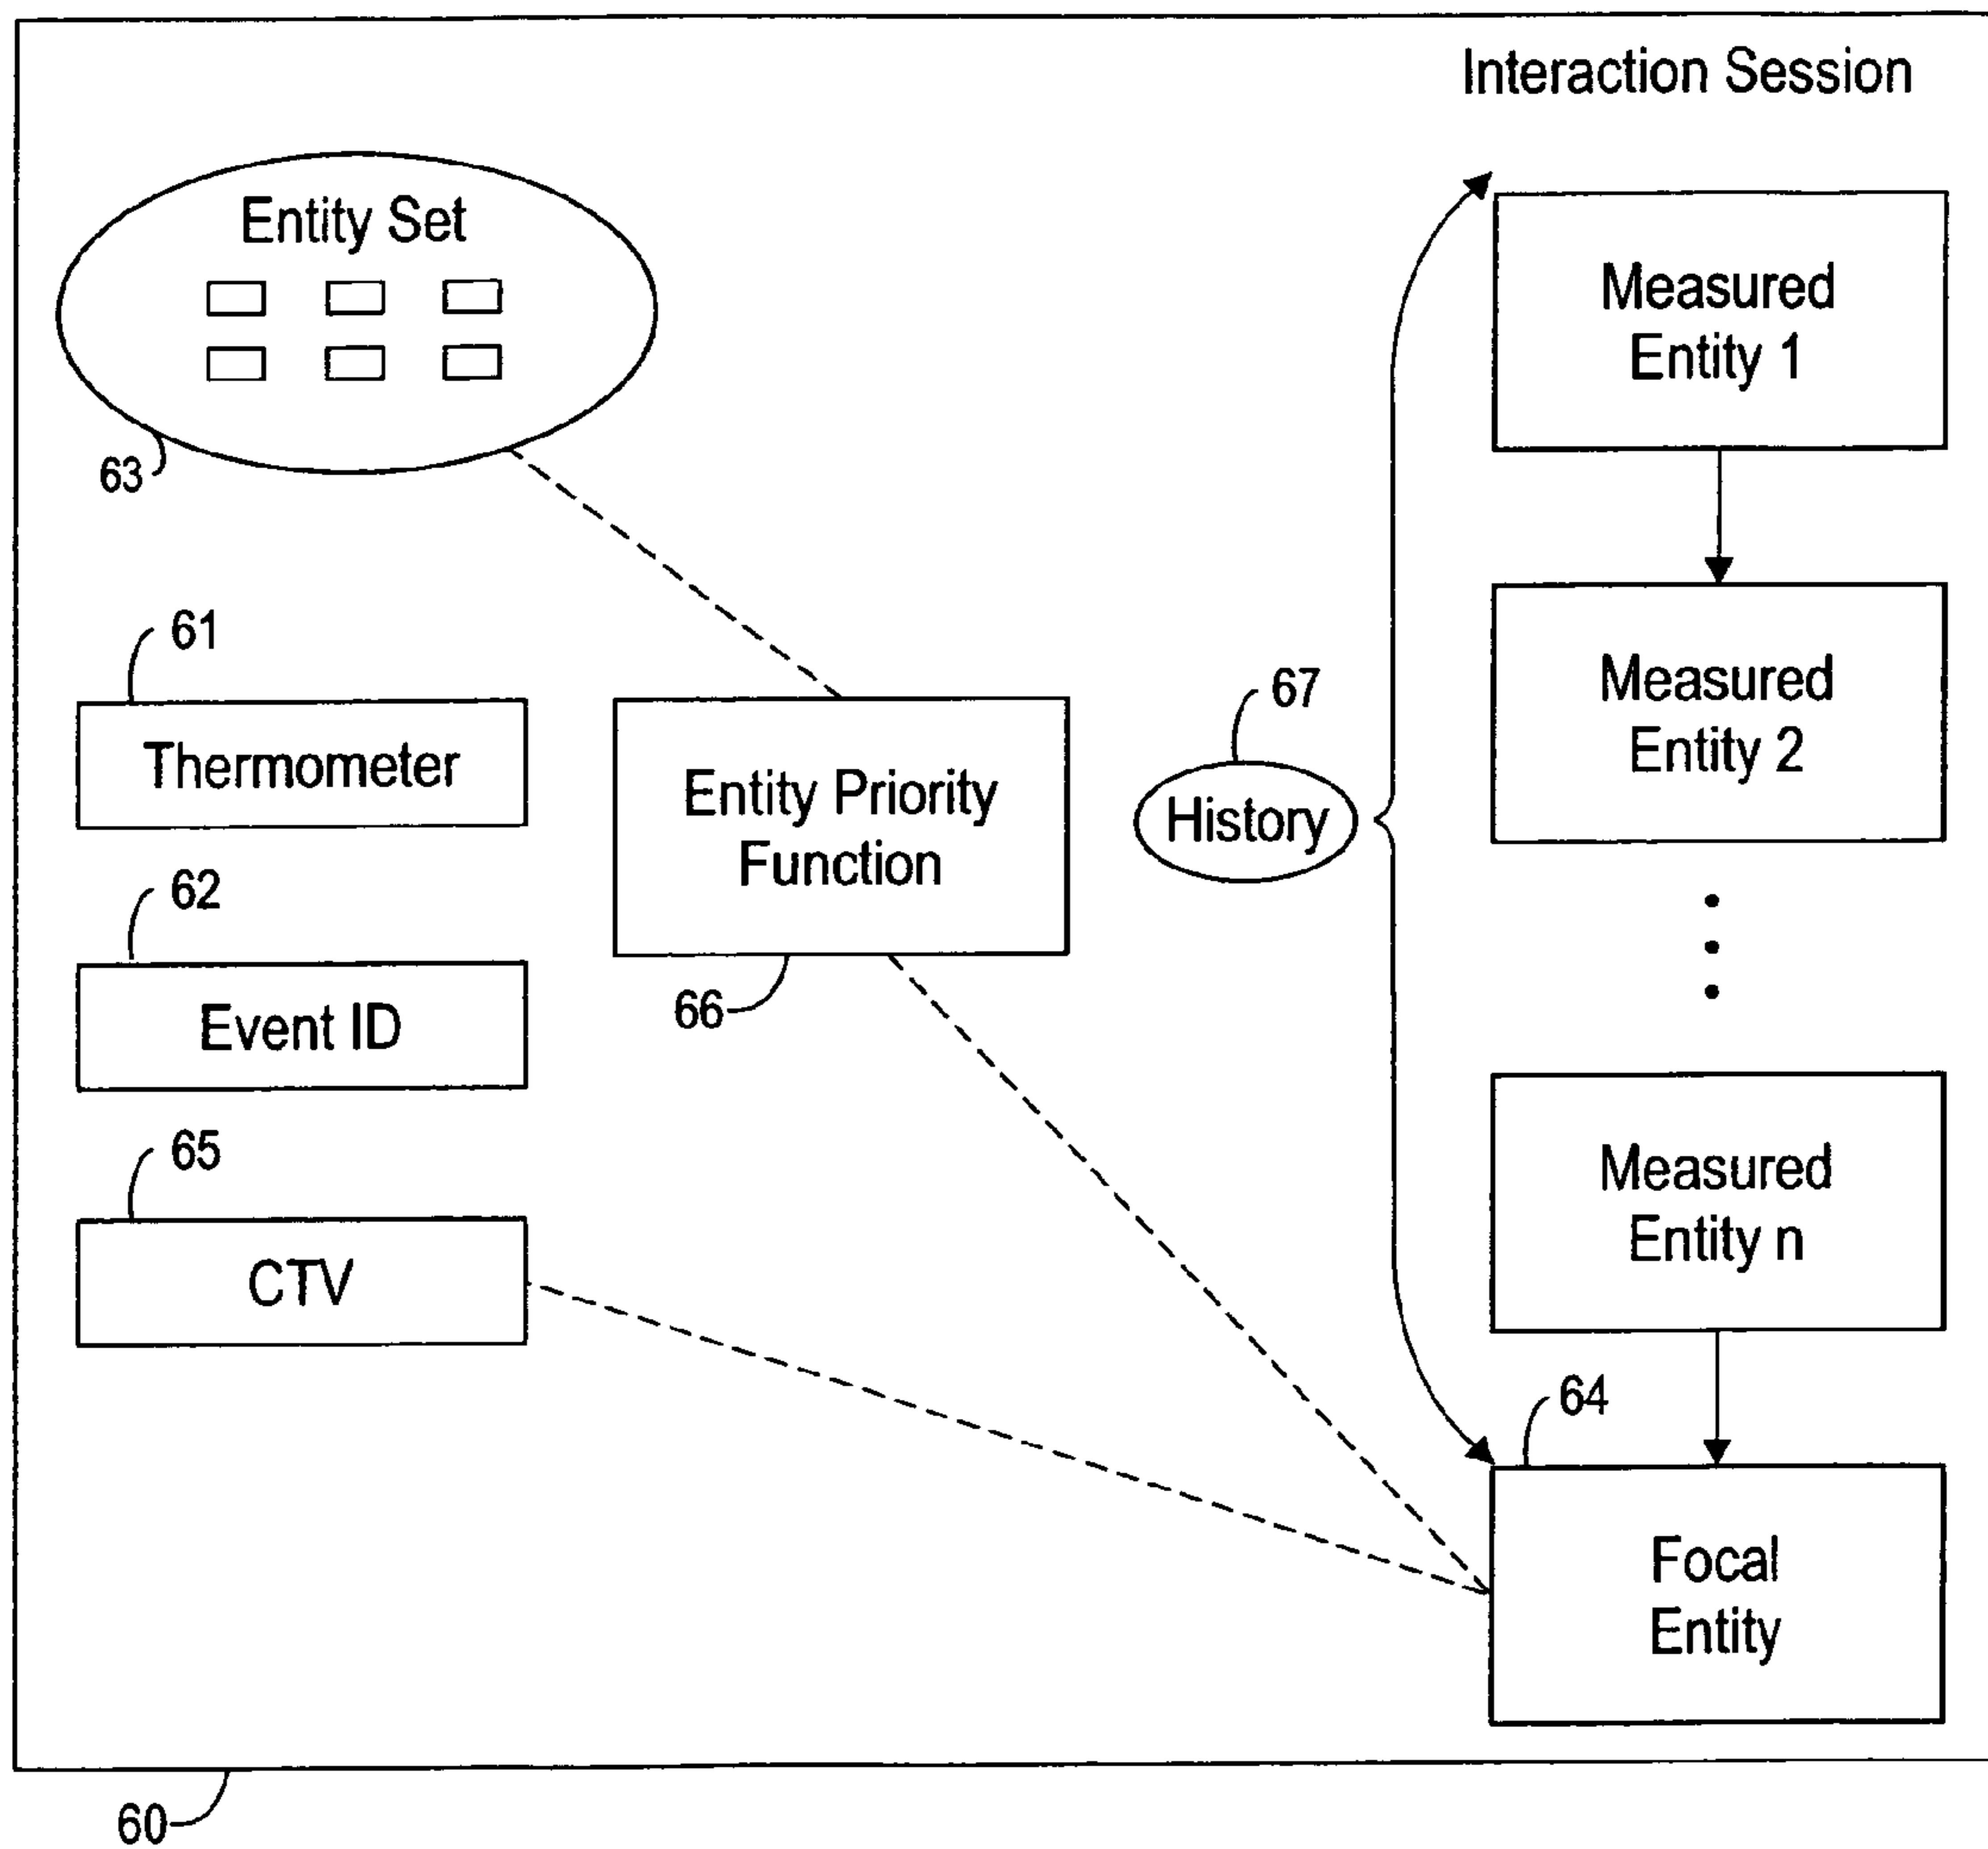 Interaction Session
Entity Set
63
Measured
Entity 1
61
Thermometer
Entity Priority
Function
66
67
History
Measured
Entity 2
62
Event ID
65
CTV
Measured
Entity n
64
Focal
Entity
60